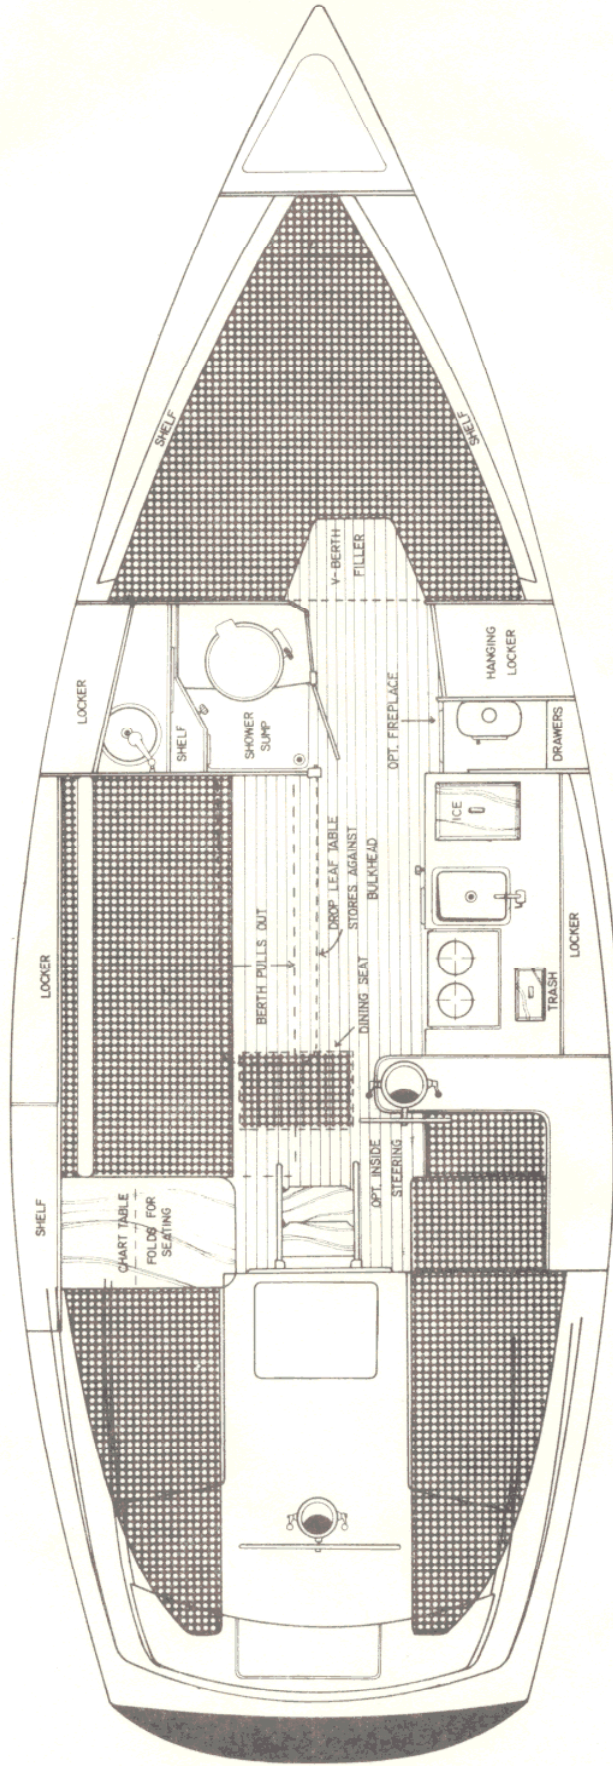 SHELF
SHELF
V-BERTH
FILLER
LOCKER
SHELF
SHOWER
SUMP
OPT. FIREPLACE
HANGING
LOCKER
DRAWERS
ICE
DROP LEAF TABLE
STORES AGAINST
BULKHEAD
BERTH PULLS OUT
LOCKER
DINING SEAT
TRASH
LOCKER
OPT. INSIDE
STEERING
SHELF
CHART TABLE
FOLDS FOR
SEATING